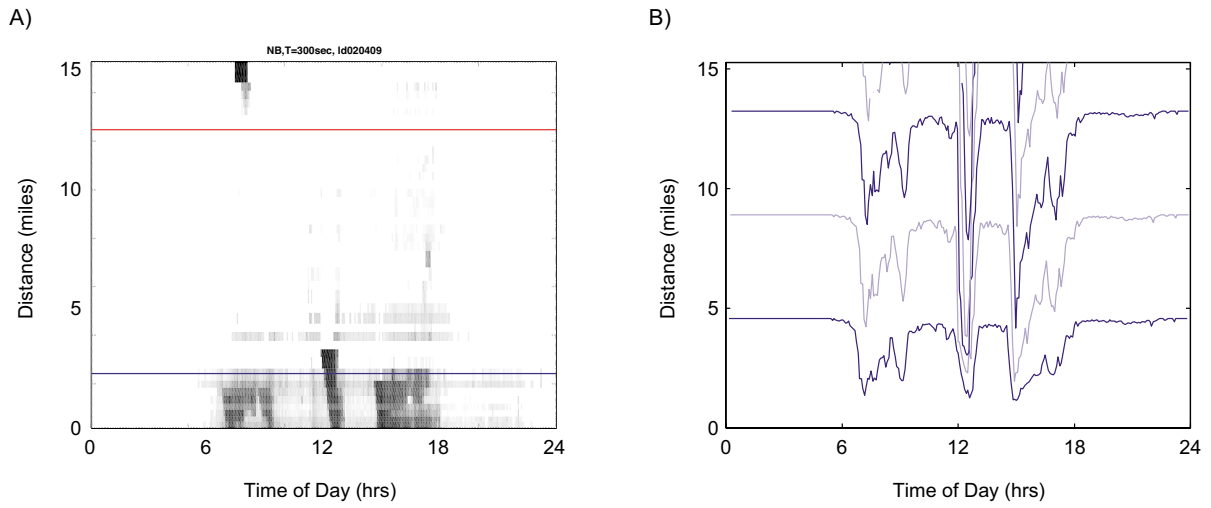 A)
NB,T=300sec, ld020409
15
10
5
0
0 6 12 18 24
Distance (miles)
Time of Day (hrs)
B)
15
10
5
0
0 6 12 18 24
Distance (miles)
Time of Day (hrs)